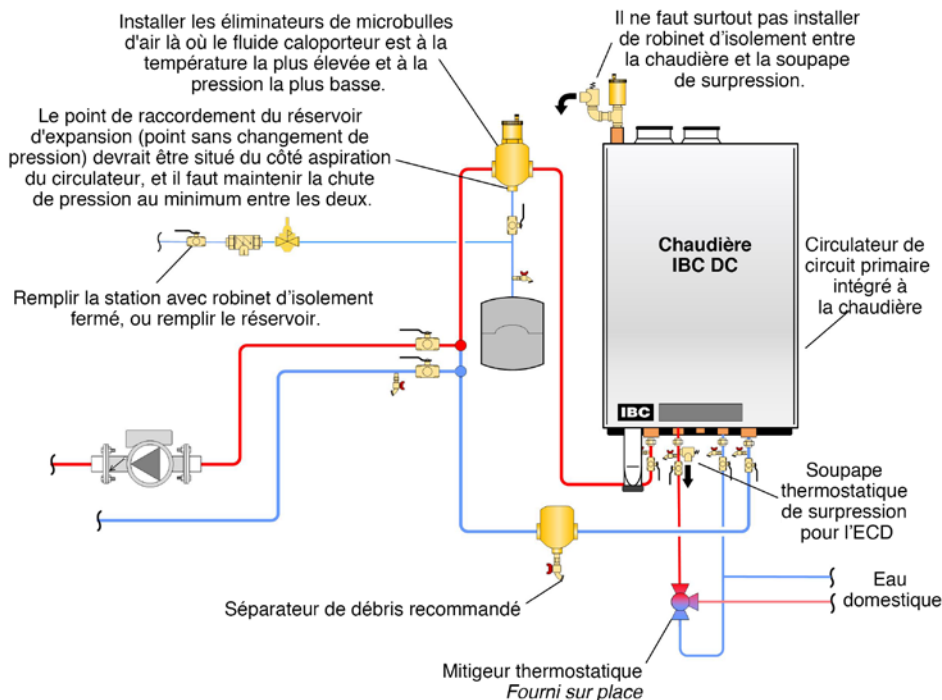 Installer les éliminateurs de microbulles
d'air là où le fluide caloporteur est à la
température la plus élevée et à la
pression la plus basse.
Il ne faut surtout pas installer
de robinet d'isolement entre
la chaudière et la soupape
de surpression.
Le point de raccordement du réservoir
d'expansion (point sans changement de
pression) devrait être situé du côté aspiration
du circulateur, et il faut maintenir la chute
de pression au minimum entre les deux.
Chaudière
IBC DC
Circulateur de
circuit primaire
intégré à
la chaudière
Remplir la station avec robinet d'isolement
fermé, ou remplir le réservoir.
IBC
Soupape
thermostatique
de surpression
pour l'ECD
Séparateur de débris recommandé
Eau
domestique
Mitigeur thermostatique
Fourni sur place